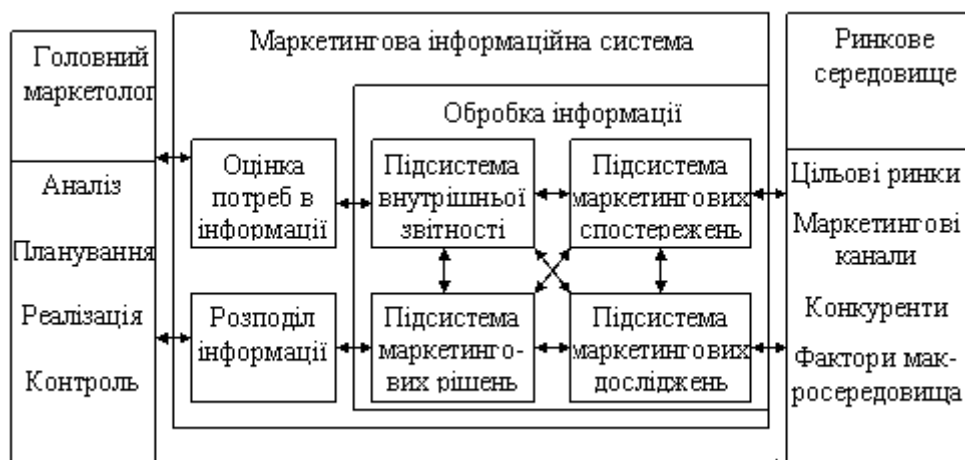 Головний
маркетолог
Аналіз
Планування
Реалізація
Контроль
Маркетингова інформаційна система
Оцінка
потреб в
інформації
Розподіл
інформації
Обробка інформації
Підсистема
внутрішньої
звітності
Підсистема
маркетингових
спостережень
Підсистема
маркетинго-
вих рішень
Підсистема
маркетингових
досліджень
Ринкове
середовище
Цільові ринки
Маркетингові
канали
Конкуренти
Фактори мак-
росередовища